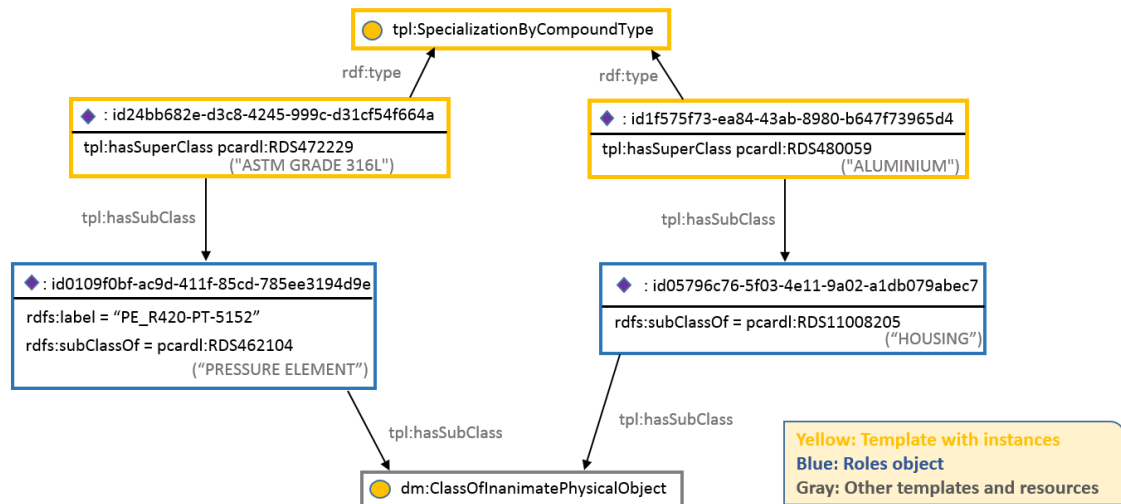 tpl:SpecializationByCompoundType
rdf:type
rdf:type
: id24bb682e-d3c8-4245-999c-d31cf54f664a
tpl:hasSuperClass pcardl:RDS472229
("ASTM GRADE 316L")
: id1f575f73-ea84-43ab-8980-b647f73965d4
tpl:hasSuperClass pcardl:RDS480059
("ALUMINIUM")
tpl:hasSubClass
tpl:hasSubClass
: id0109f0bf-ac9d-411f-85cd-785ee3194d9e
rdfs:label = “PE_R420-PT-5152”
rdfs:subClassOf = pcardl:RDS462104
(“PRESSURE ELEMENT”)
: id05796c76-5f03-4e11-9a02-a1db079abec7
rdfs:subClassOf = pcardl:RDS11008205
(“HOUSING”)
tpl:hasSubClass
tpl:hasSubClass
dm:ClassOfInanimatePhysicalObject
Yellow: Template with instances
Blue: Roles object
Gray: Other templates and resources